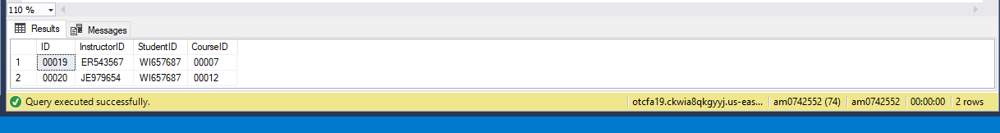 110 %
Results Messages
ID InstructorID StudentID CourseID
1 00019 ER543567 WI657687 00007
2 00020 JE979654 WI657687 00012
Query executed successfully. otcfa19.ckwia8qkgyyj.us-eas... am0742552 (74) am0742552 00:00:00 2 rows